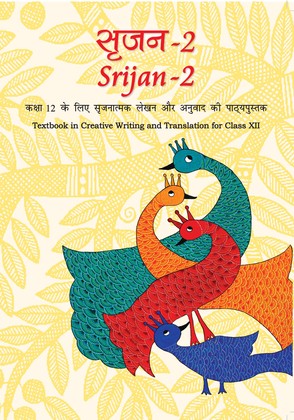 सृजन -2
Srijan-2
कक्षा 12 के लिए सृजनात्मक लेखन और अनुवाद की पाठ्यपुस्तक
Textbook in Creative Writing and Translation for Class XII